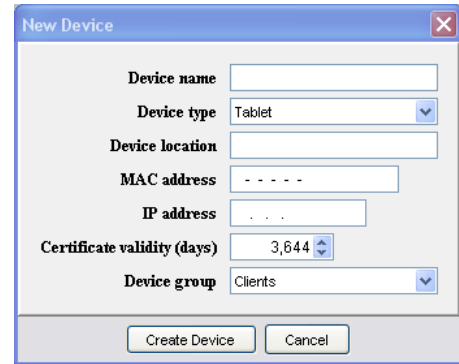 New Device
Device name
Device type Tablet
Device location
MAC address - - - - -
IP address . . .
Certificate validity (days) 3,644
Device group Clients
Create Device Cancel